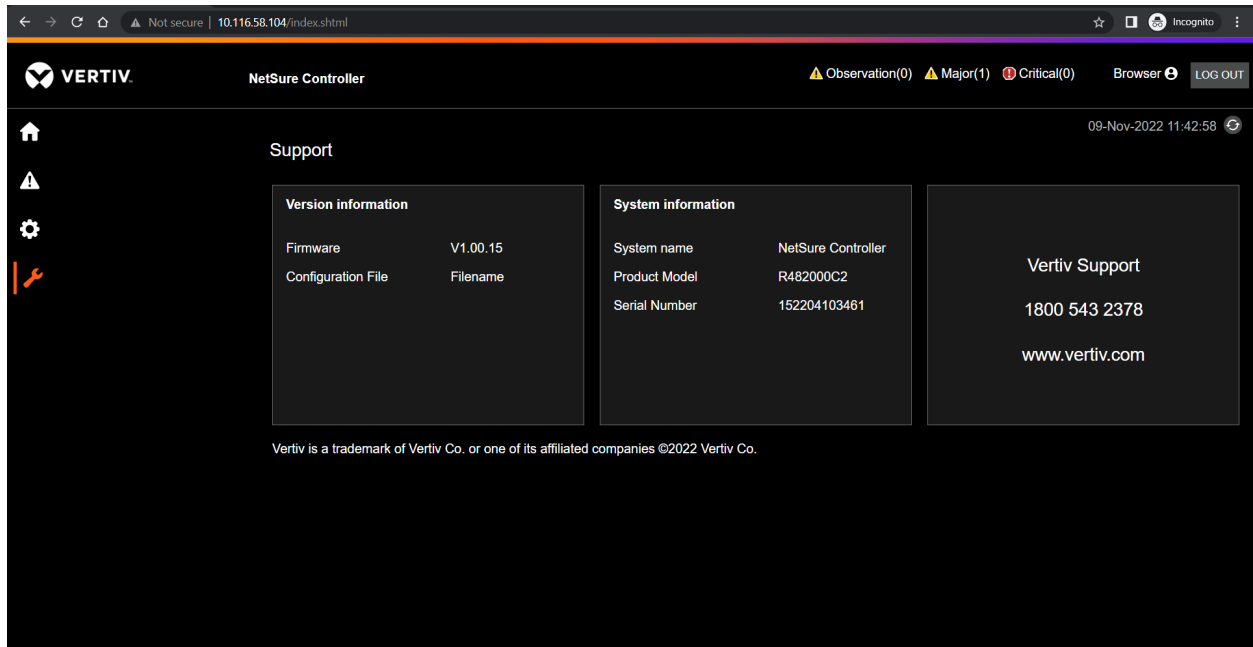 Not secure | 10.116.58.104/index.shtml
Incognito
VERTIV.
NetSure Controller
Observation(0) Major(1) Critical(0) Browser LOG OUT
09-Nov-2022 11:42:58
Support
Version information
Firmware V1.00.15
Configuration File Filename
System information
System name NetSure Controller
Product Model R482000C2
Serial Number 152204103461
Vertiv Support
1800 543 2378
www.vertiv.com
Vertiv is a trademark of Vertiv Co. or one of its affiliated companies ©2022 Vertiv Co.